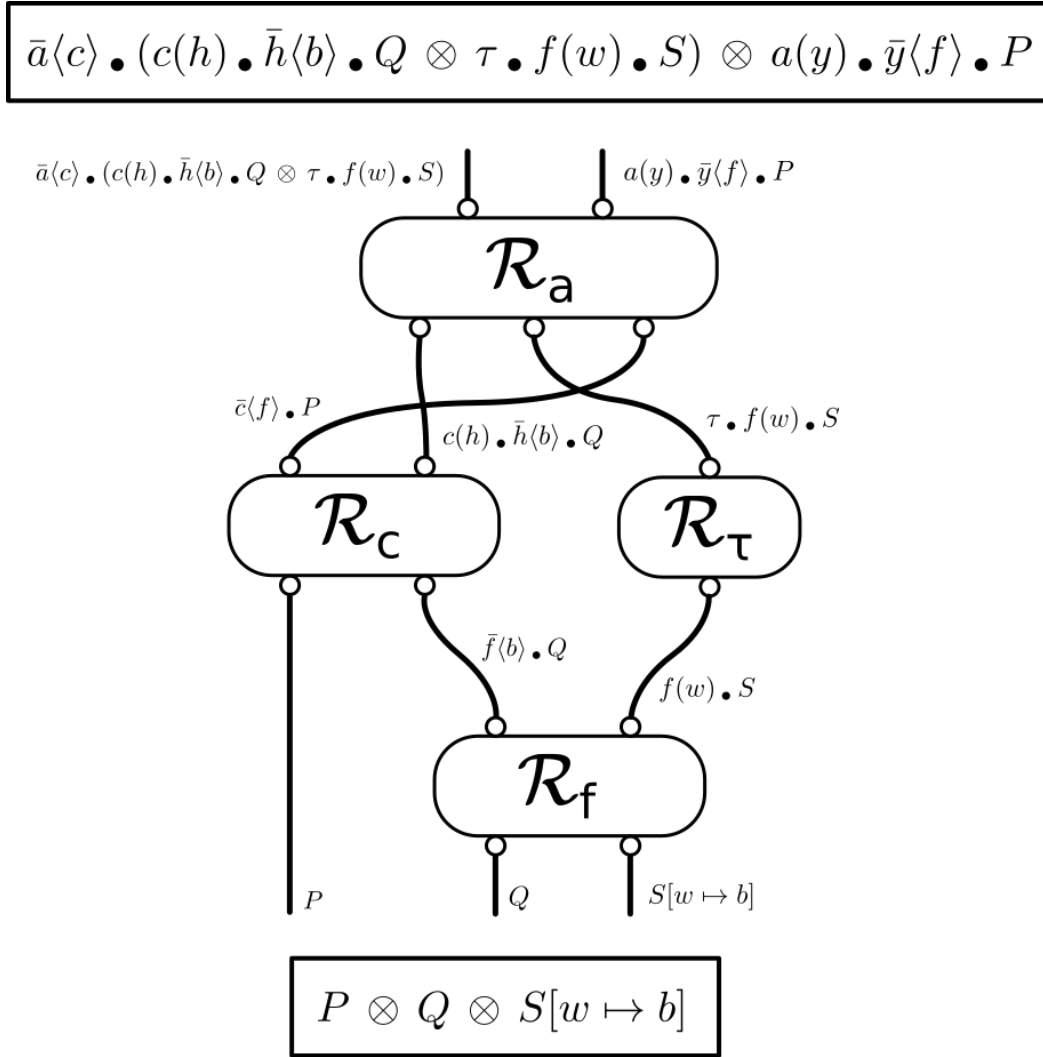 ā⟨c⟩ • (c(h) • h̄⟨b⟩ • Q ⊗ τ • f(w) • S) ⊗ a(y) • ȳ⟨f⟩ • P
ā⟨c⟩ • (c(h) • h̄⟨b⟩ • Q ⊗ τ • f(w) • S)
a(y) • ȳ⟨f⟩ • P
ℛa
c̄⟨f⟩ • P
c(h) • h̄⟨b⟩ • Q
τ • f(w) • S
ℛc
ℛτ
f̄⟨b⟩ • Q
f(w) • S
ℛf
P
Q
S[w ↦ b]
P ⊗ Q ⊗ S[w ↦ b]